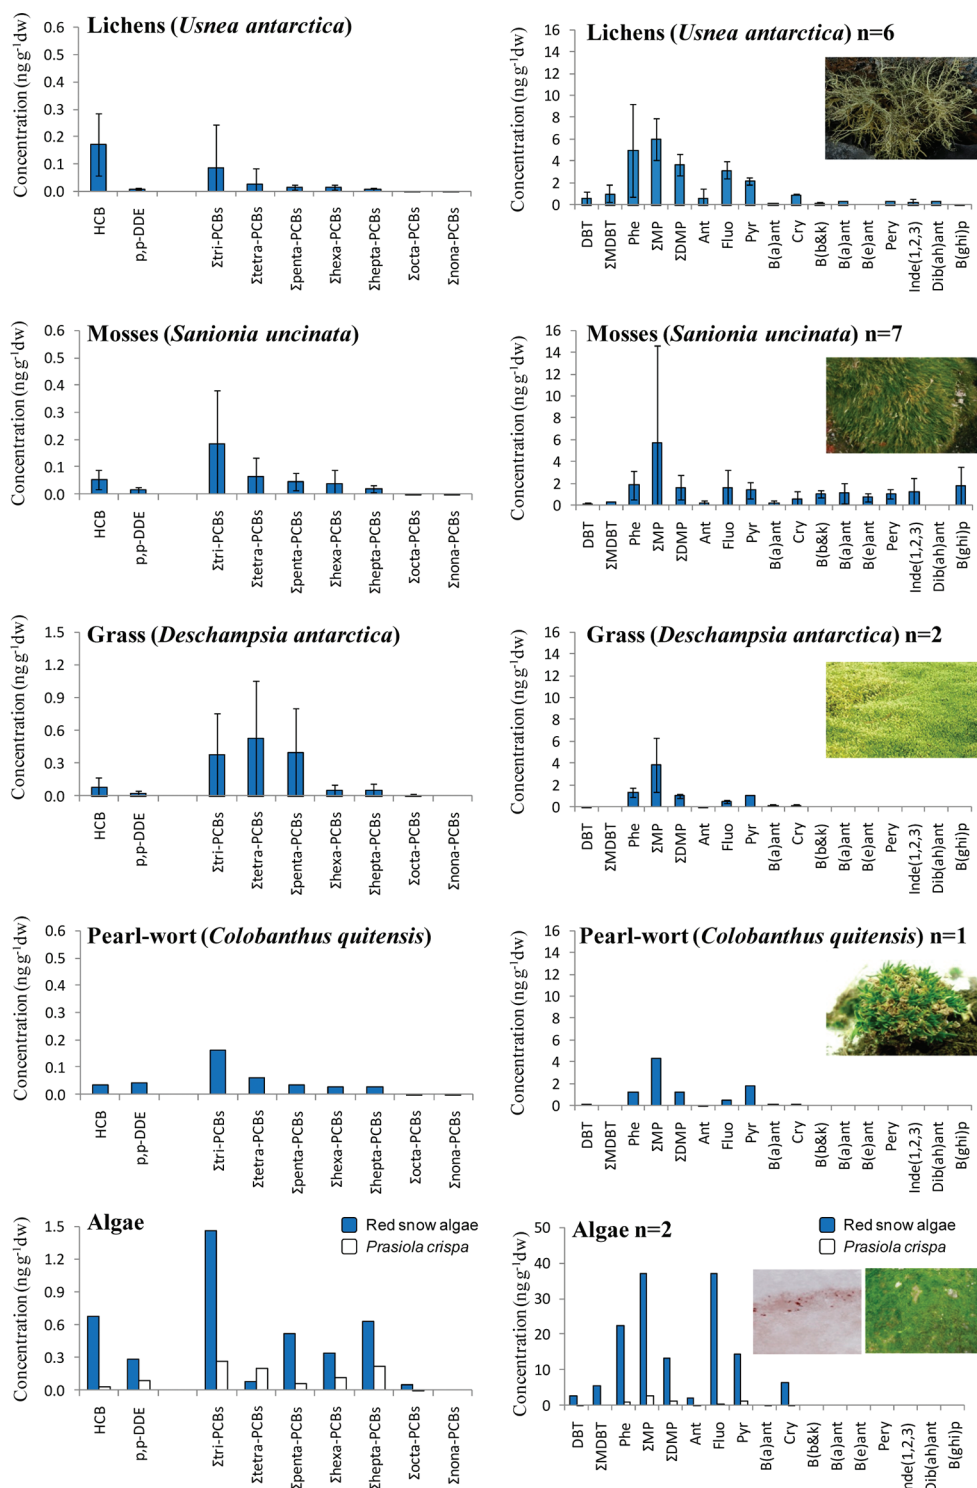 Lichens (Usnea antarctica)
Concentration (ng g-1dw)
0.6
0.5
0.4
0.3
0.2
0.1
0.0
HCB
p,p-DDE
Σtri-PCBs
Σtetra-PCBs
Σpenta-PCBs
Σhexa-PCBs
Σhepta-PCBs
Σocta-PCBs
Σnona-PCBs
Lichens (Usnea antarctica) n=6
Concentration (ng g-1dw)
16
14
12
10
8
6
4
2
0
DBT
ΣMDBT
Phe
ΣMP
ΣDMP
Ant
Fluo
Pyr
B(a)ant
Cry
B(b&k)
B(a)ant
B(e)ant
Pery
Inde(1,2,3)
Dib(ah)ant
B(ghi)p
Mosses (Sanionia uncinata)
Concentration (ng g-1dw)
0.6
0.5
0.4
0.3
0.2
0.1
0.0
HCB
p,p-DDE
Σtri-PCBs
Σtetra-PCBs
Σpenta-PCBs
Σhexa-PCBs
Σhepta-PCBs
Σocta-PCBs
Σnona-PCBs
Mosses (Sanionia uncinata) n=7
Concentration (ng g-1dw)
16
14
12
10
8
6
4
2
0
DBT
ΣMDBT
Phe
ΣMP
ΣDMP
Ant
Fluo
Pyr
B(a)ant
Cry
B(b&k)
B(a)ant
B(e)ant
Pery
Inde(1,2,3)
Dib(ah)ant
B(ghi)p
Grass (Deschampsia antarctica)
Concentration (ng g-1dw)
1.5
1.2
0.9
0.6
0.3
0.0
HCB
p,p-DDE
Σtri-PCBs
Σtetra-PCBs
Σpenta-PCBs
Σhexa-PCBs
Σhepta-PCBs
Σocta-PCBs
Σnona-PCBs
Grass (Deschampsia antarctica) n=2
Concentration (ng g-1dw)
16
14
12
10
8
6
4
2
0
DBT
ΣMDBT
Phe
ΣMP
ΣDMP
Ant
Fluo
Pyr
B(a)ant
Cry
B(b&k)
B(a)ant
B(e)ant
Pery
Inde(1,2,3)
Dib(ah)ant
B(ghi)p
Pearl-wort (Colobanthus quitensis)
Concentration (ng g-1dw)
0.6
0.5
0.4
0.3
0.2
0.1
0.0
HCB
p,p-DDE
Σtri-PCBs
Σtetra-PCBs
Σpenta-PCBs
Σhexa-PCBs
Σhepta-PCBs
Σocta-PCBs
Σnona-PCBs
Pearl-wort (Colobanthus quitensis) n=1
Concentration (ng g-1dw)
16
14
12
10
8
6
4
2
0
DBT
ΣMDBT
Phe
ΣMP
ΣDMP
Ant
Fluo
Pyr
B(a)ant
Cry
B(b&k)
B(a)ant
B(e)ant
Pery
Inde(1,2,3)
Dib(ah)ant
B(ghi)p
Algae
Red snow algae
Prasiola crispa
Concentration (ng g-1dw)
1.5
1.2
0.9
0.6
0.3
0.0
HCB
p,p-DDE
Σtri-PCBs
Σtetra-PCBs
Σpenta-PCBs
Σhexa-PCBs
Σhepta-PCBs
Σocta-PCBs
Σnona-PCBs
Algae n=2
Red snow algae
Prasiola crispa
Concentration (ng g-1dw)
50
40
30
20
10
0
DBT
ΣMDBT
Phe
ΣMP
ΣDMP
Ant
Fluo
Pyr
B(a)ant
Cry
B(b&k)
B(a)ant
B(e)ant
Pery
Inde(1,2,3)
Dib(ah)ant
B(ghi)p